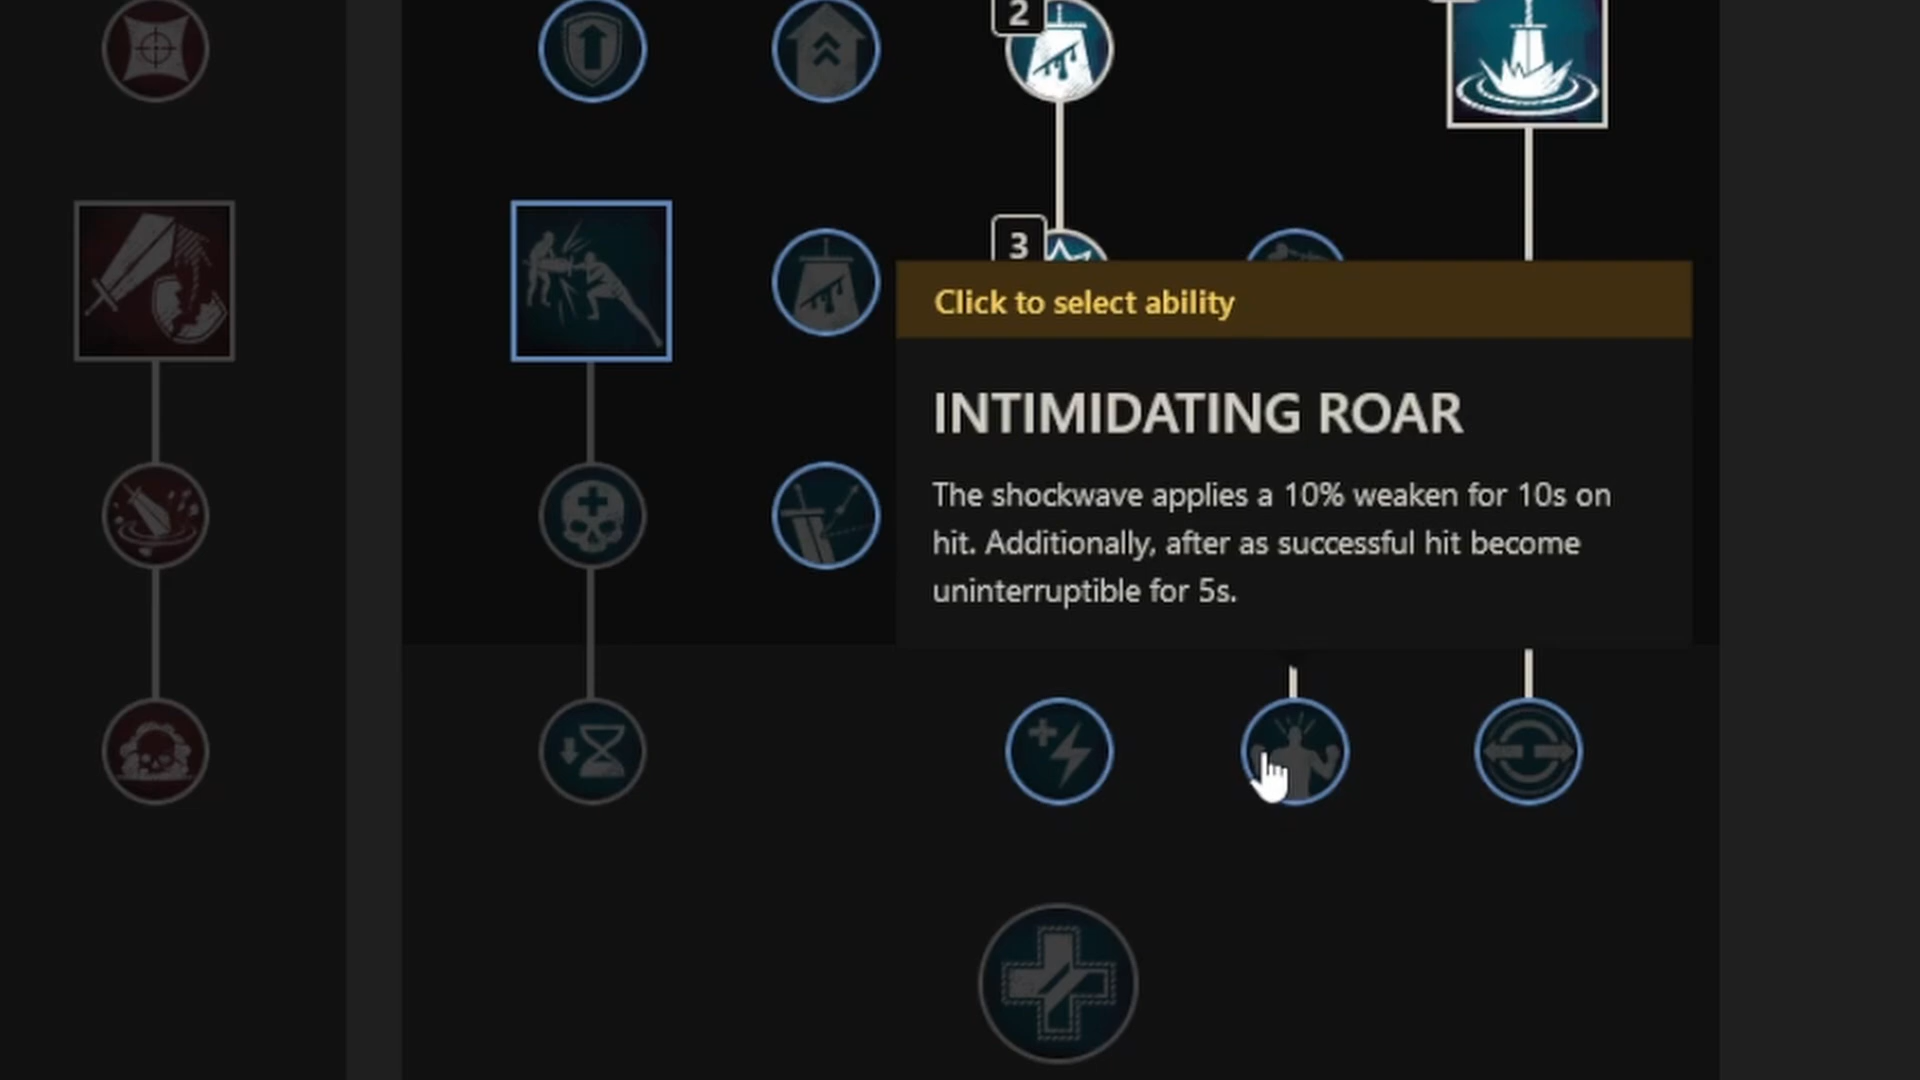 2
3
Click to select ability
INTIMIDATING ROAR
The shockwave applies a 10% weaken for 10s on
hit. Additionally, after as successful hit become
uninterruptible for 5s.